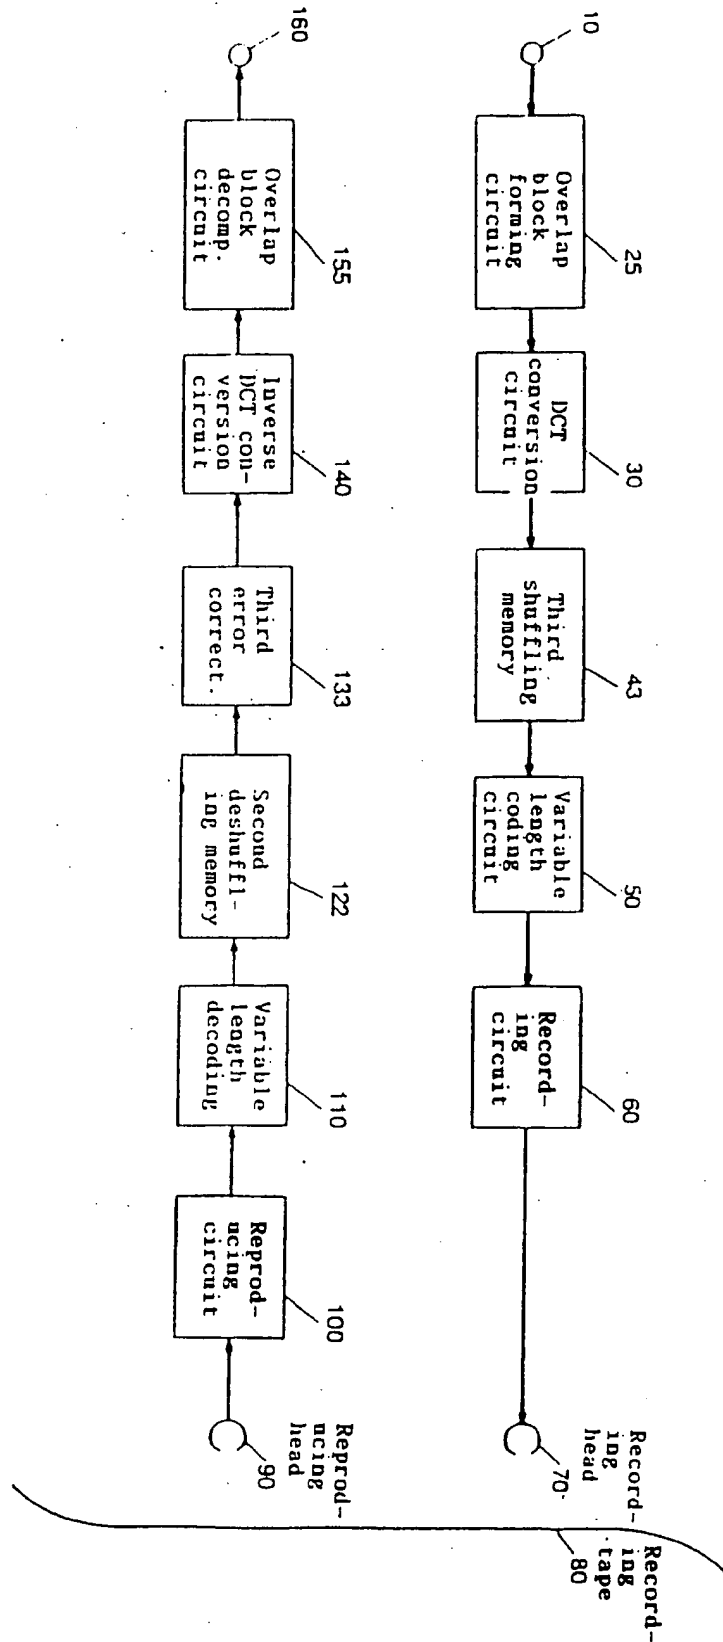 10
Overlap
block
forming
circuit
25
DCT
conversion
circuit
30
Third
shuffling
memory
43
Variable
length
coding
circuit
50
Record-
ing
circuit
60
Record-
ing
head
70
Record-
ing
tape
80
160
Overlap
block
decomp.
circuit
155
Inverse
DCT con-
version
circuit
140
Third
error
correct.
133
Second
deshuffl-
ing memory
122
Variable
length
decoding
110
Reprod-
ucing
circuit
100
Reprod-
ucing
head
90